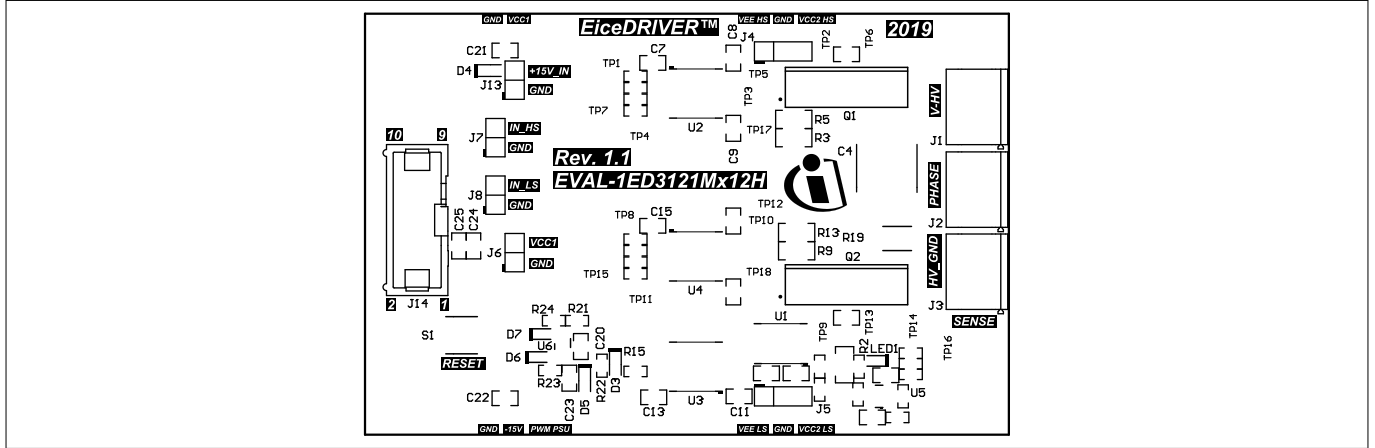 GND VCC1
EiceDRIVER™
VEE HS GND VCC2 HS
2019
C21
D4
+15V_IN
J13
GND
TP1
C7
C8
J4
TP2
TP6
TP5
TP3
TP7
TP4
U2
C9
TP17
R5
R3
Q1
C4
V-HV
J1
10 9
J7
IN_HS
GND
Rev. 1.1
EVAL-1ED3121Mx12H
J8
IN_LS
GND
PHASE
J2
C25
C24
J6
VCC1
GND
TP8
C15
TP12
TP10
R13
R9
R19
Q2
HV_GND
J3
SENSE
TP15
TP11
U4
TP18
2 1
J14
S1
RESET
R24
R21
D7
U6
D6
C20
R15
R23
C23
D5
R22
D3
U1
TP9
TP13
R2
LED1
TP14
TP16
U5
C22
C13
U3
C11
J5
GND -15V PWM PSU
VEE LS GND VCC2 LS